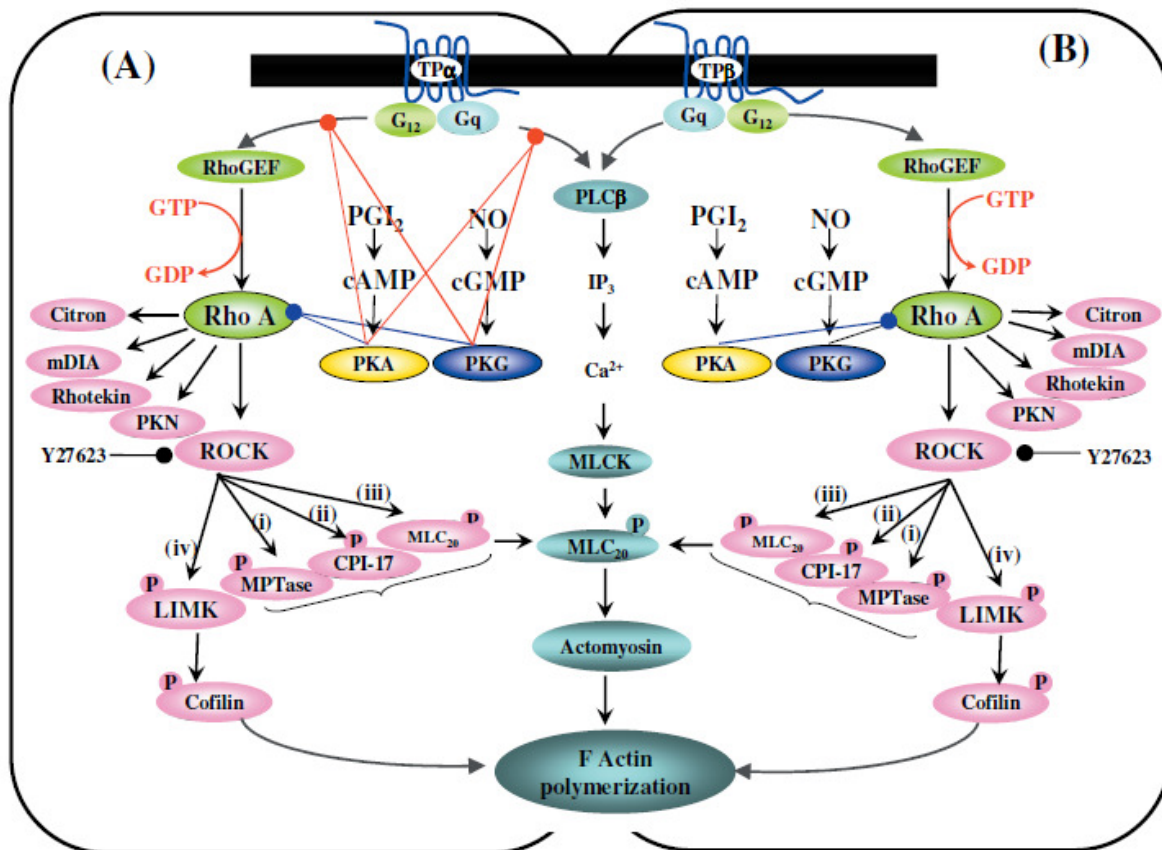 (A)
(B)
TPα
TPβ
G12
Gq
Gq
G12
RhoGEF
RhoGEF
PLCβ
GTP
GDP
PGI2
NO
PGI2
NO
GTP
GDP
cAMP
cGMP
IP3
cAMP
cGMP
Citron
Rho A
Rho A
Citron
mDIA
PKA
PKG
Ca2+
PKA
PKG
mDIA
Rhotekin
Rhotekin
PKN
PKN
Y27623
ROCK
MLCK
ROCK
Y27623
(iv)
(i)
(ii)
(iii)
(iii)
(ii)
(i)
(iv)
P
MLC20
P
CPI-17
P
MPTase
P
LIMK
P
MLC20
P
MLC20
P
CPI-17
P
MPTase
P
LIMK
Actomyosin
P
Cofilin
P
Cofilin
F Actin
polymerization